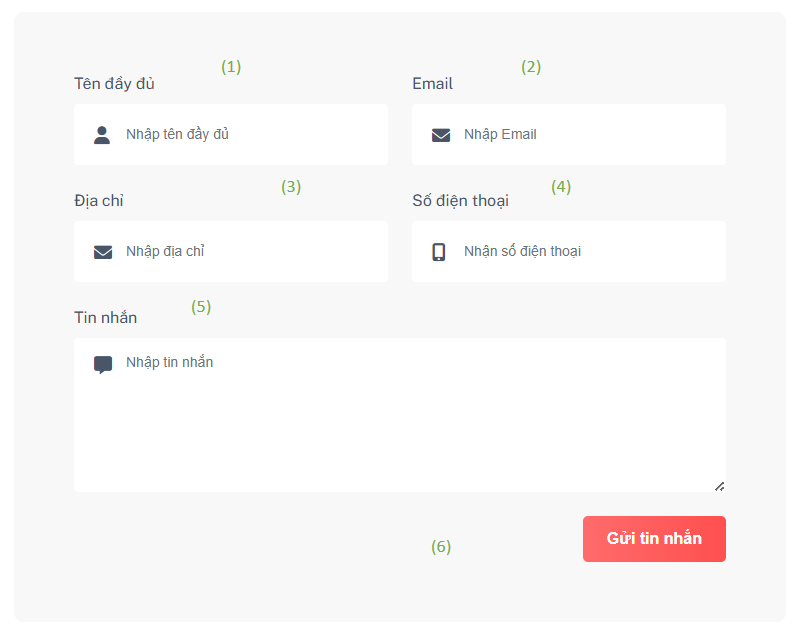 (1) (2)
Tên đầy đủ Email
Nhập tên đầy đủ Nhập Email
(3) (4)
Địa chỉ Số điện thoại
Nhập địa chỉ Nhận số điện thoại
(5)
Tin nhắn
Nhập tin nhắn
Gửi tin nhắn
(6)